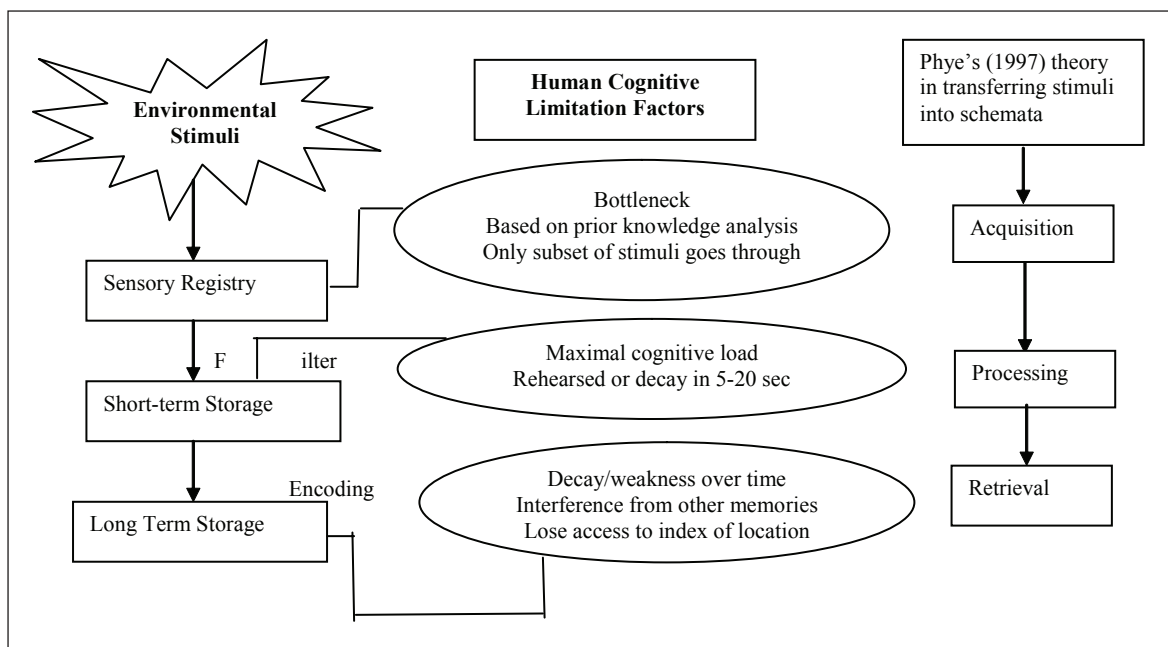 Environmental
Stimuli
Sensory Registry
F ilter
Short-term Storage
Encoding
Long Term Storage
Human Cognitive
Limitation Factors
Bottleneck
Based on prior knowledge analysis
Only subset of stimuli goes through
Maximal cognitive load
Rehearsed or decay in 5-20 sec
Decay/weakness over time
Interference from other memories
Lose access to index of location
Phye’s (1997) theory
in transferring stimuli
into schemata
Acquisition
Processing
Retrieval